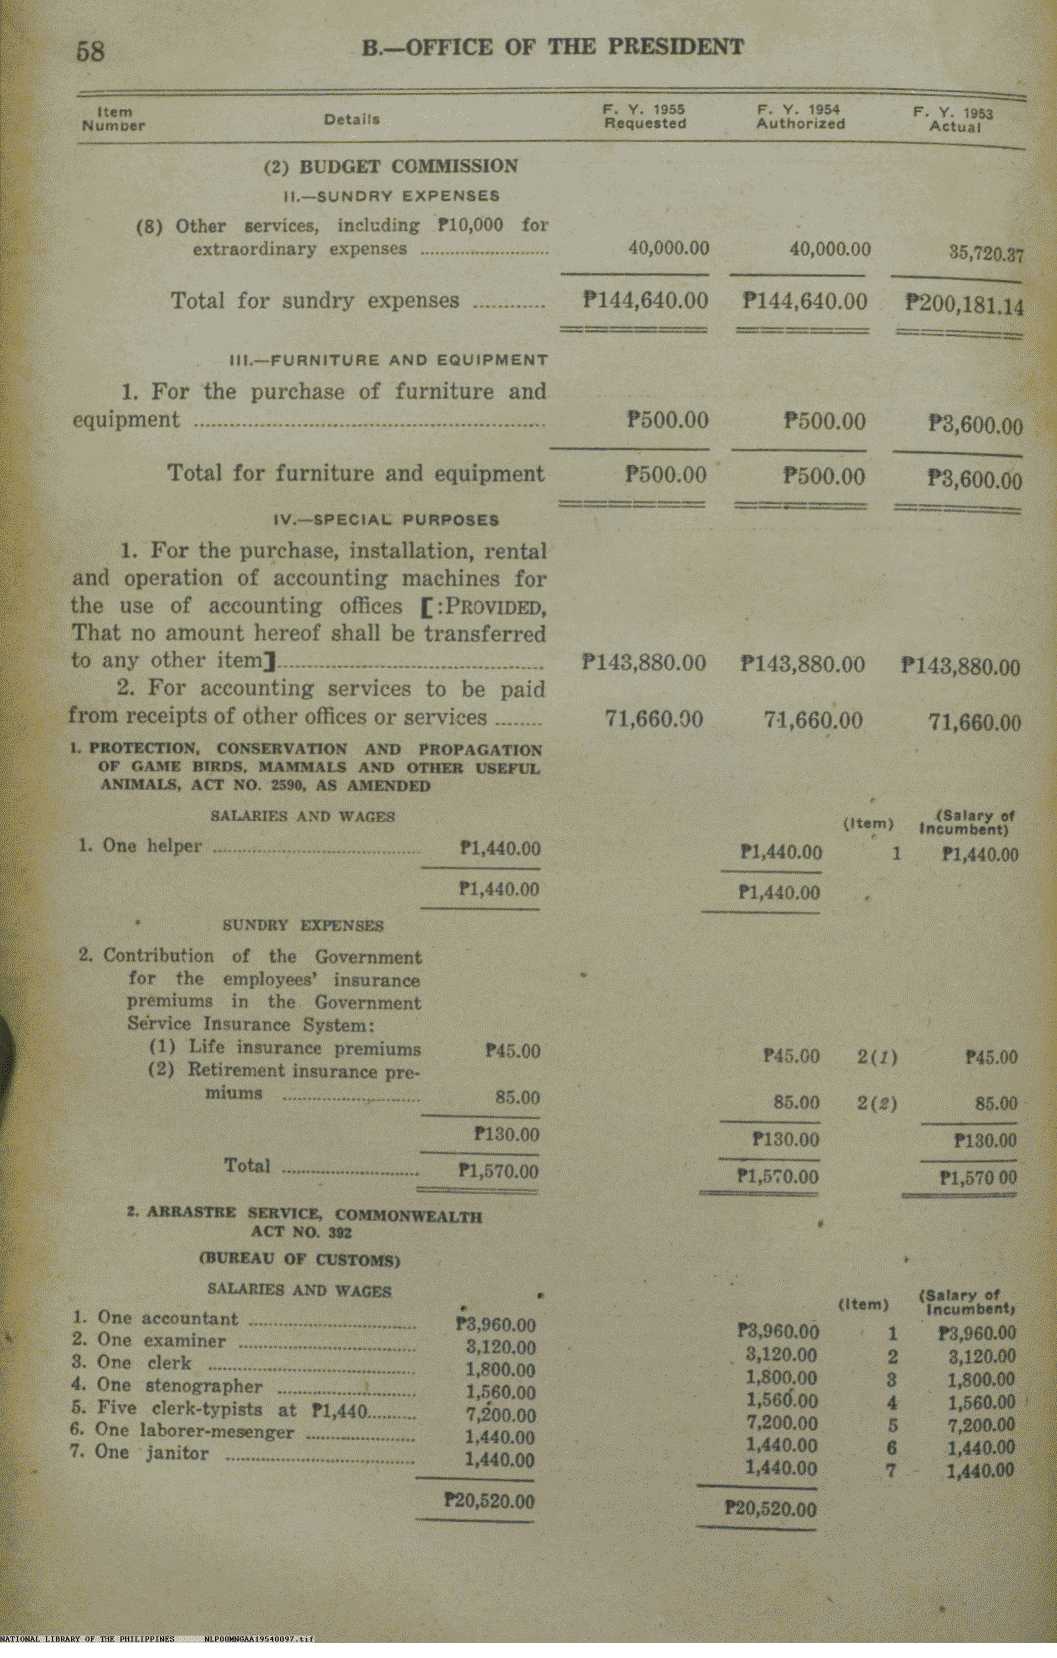 58
B.—OFFICE OF THE PRESIDENT
Item Number Details F. Y. 1955 Requested F. Y. 1954 Authorized F. Y. 1953 Actual
(2) BUDGET COMMISSION
II.—SUNDRY EXPENSES
(8) Other services, including ₱10,000 for
extraordinary expenses ........................... 40,000.00 40,000.00 35,720.37
Total for sundry expenses ............ ₱144,640.00 ₱144,640.00 ₱200,181.14
III.—FURNITURE AND EQUIPMENT
1. For the purchase of furniture and
equipment ...................................................... ₱500.00 ₱500.00 ₱3,600.00
Total for furniture and equipment ₱500.00 ₱500.00 ₱3,600.00
IV.—SPECIAL PURPOSES
1. For the purchase, installation, rental
and operation of accounting machines for
the use of accounting offices [:PROVIDED,
That no amount hereof shall be transferred
to any other item].......................................... ₱143,880.00 ₱143,880.00 ₱143,880.00
2. For accounting services to be paid
from receipts of other offices or services ........ 71,660.00 71,660.00 71,660.00
1. PROTECTION, CONSERVATION AND PROPAGATION
OF GAME BIRDS, MAMMALS AND OTHER USEFUL
ANIMALS, ACT NO. 2590, AS AMENDED
SALARIES AND WAGES (Item) (Salary of Incumbent)
1. One helper ........................................ ₱1,440.00 ₱1,440.00 1 ₱1,440.00
₱1,440.00 ₱1,440.00
SUNDRY EXPENSES
2. Contribution of the Government
for the employees' insurance
premiums in the Government
Service Insurance System:
(1) Life insurance premiums ₱45.00 ₱45.00 2(1) ₱45.00
(2) Retirement insurance pre-
miums ........................... 85.00 85.00 2(2) 85.00
₱130.00 ₱130.00 ₱130.00
Total ........................... ₱1,570.00 ₱1,570.00 ₱1,570 00
2. ARRASTRE SERVICE, COMMONWEALTH
ACT NO. 392
(BUREAU OF CUSTOMS)
SALARIES AND WAGES (Item) (Salary of Incumbent)
1. One accountant ................................. ₱3,960.00 ₱3,960.00 1 ₱3,960.00
2. One examiner ................................... 3,120.00 3,120.00 2 3,120.00
3. One clerk ........................................ 1,800.00 1,800.00 3 1,800.00
4. One stenographer ........................... 1,560.00 1,560.00 4 1,560.00
5. Five clerk-typists at ₱1,440.......... 7,200.00 7,200.00 5 7,200.00
6. One laborer-mesenger ...................... 1,440.00 1,440.00 6 1,440.00
7. One janitor ..................................... 1,440.00 1,440.00 7 1,440.00
₱20,520.00 ₱20,520.00
NATIONAL LIBRARY OF THE PHILIPPINES NLP00MNGAA19540097.tif